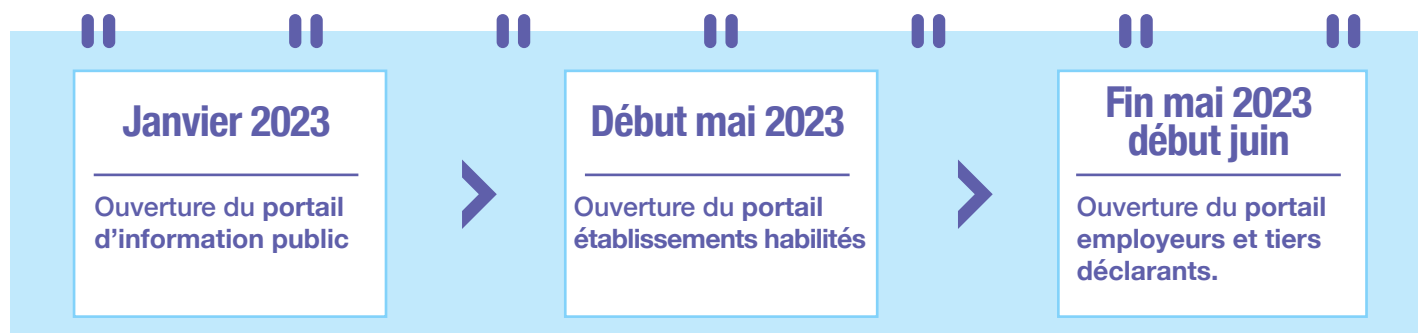 Janvier 2023
Ouverture du portail
d’information public
Début mai 2023
Ouverture du portail
établissements habilités
Fin mai 2023
début juin
Ouverture du portail
employeurs et tiers
déclarants.